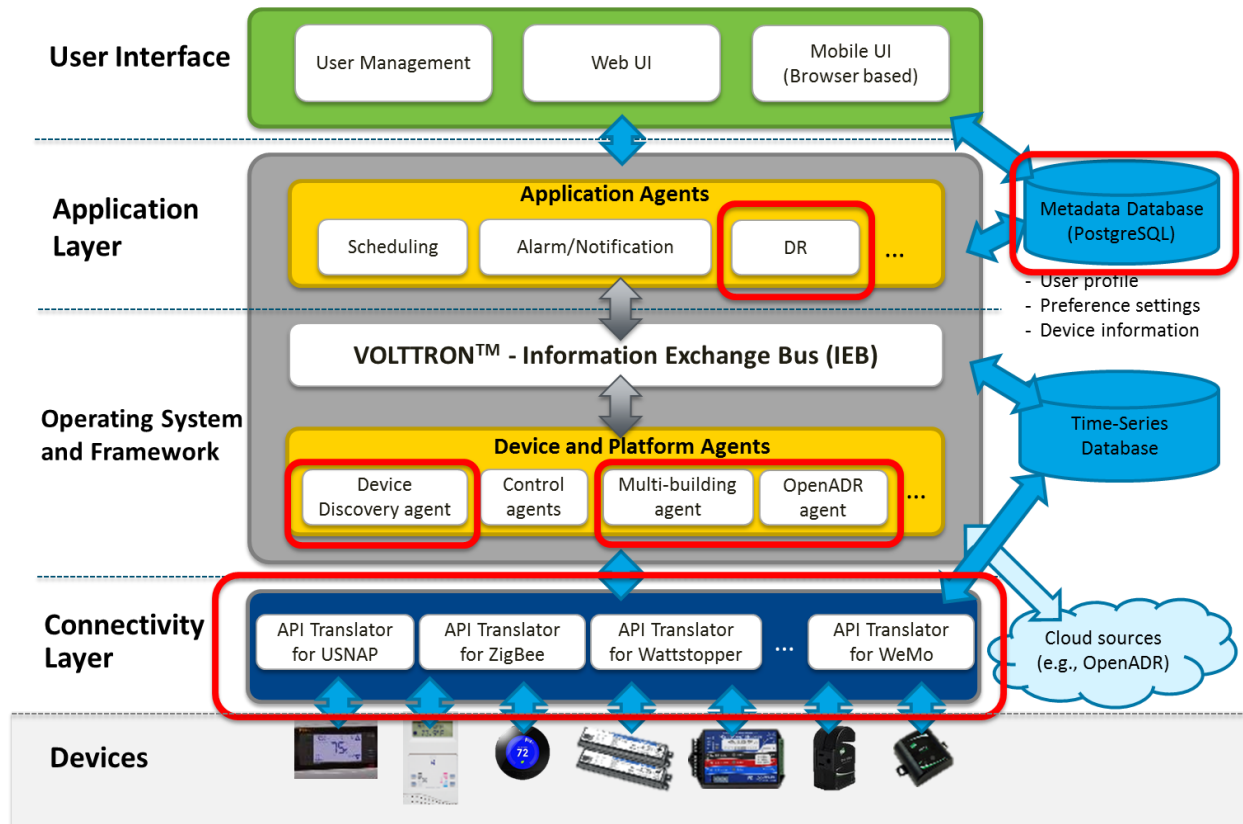 User Interface
User Management
Web UI
Mobile UI
(Browser based)
Application
Layer
Application Agents
Scheduling
Alarm/Notification
DR
...
Metadata Database
(PostgreSQL)
- User profile
- Preference settings
- Device information
VOLTTRON™ - Information Exchange Bus (IEB)
Operating System
and Framework
Time-Series
Database
Device and Platform Agents
Device
Discovery agent
Control
agents
Multi-building
agent
OpenADR
agent
...
Connectivity
Layer
API Translator
for USNAP
API Translator
for ZigBee
API Translator
for Wattstopper
...
API Translator
for WeMo
Cloud sources
(e.g., OpenADR)
Devices
75
72